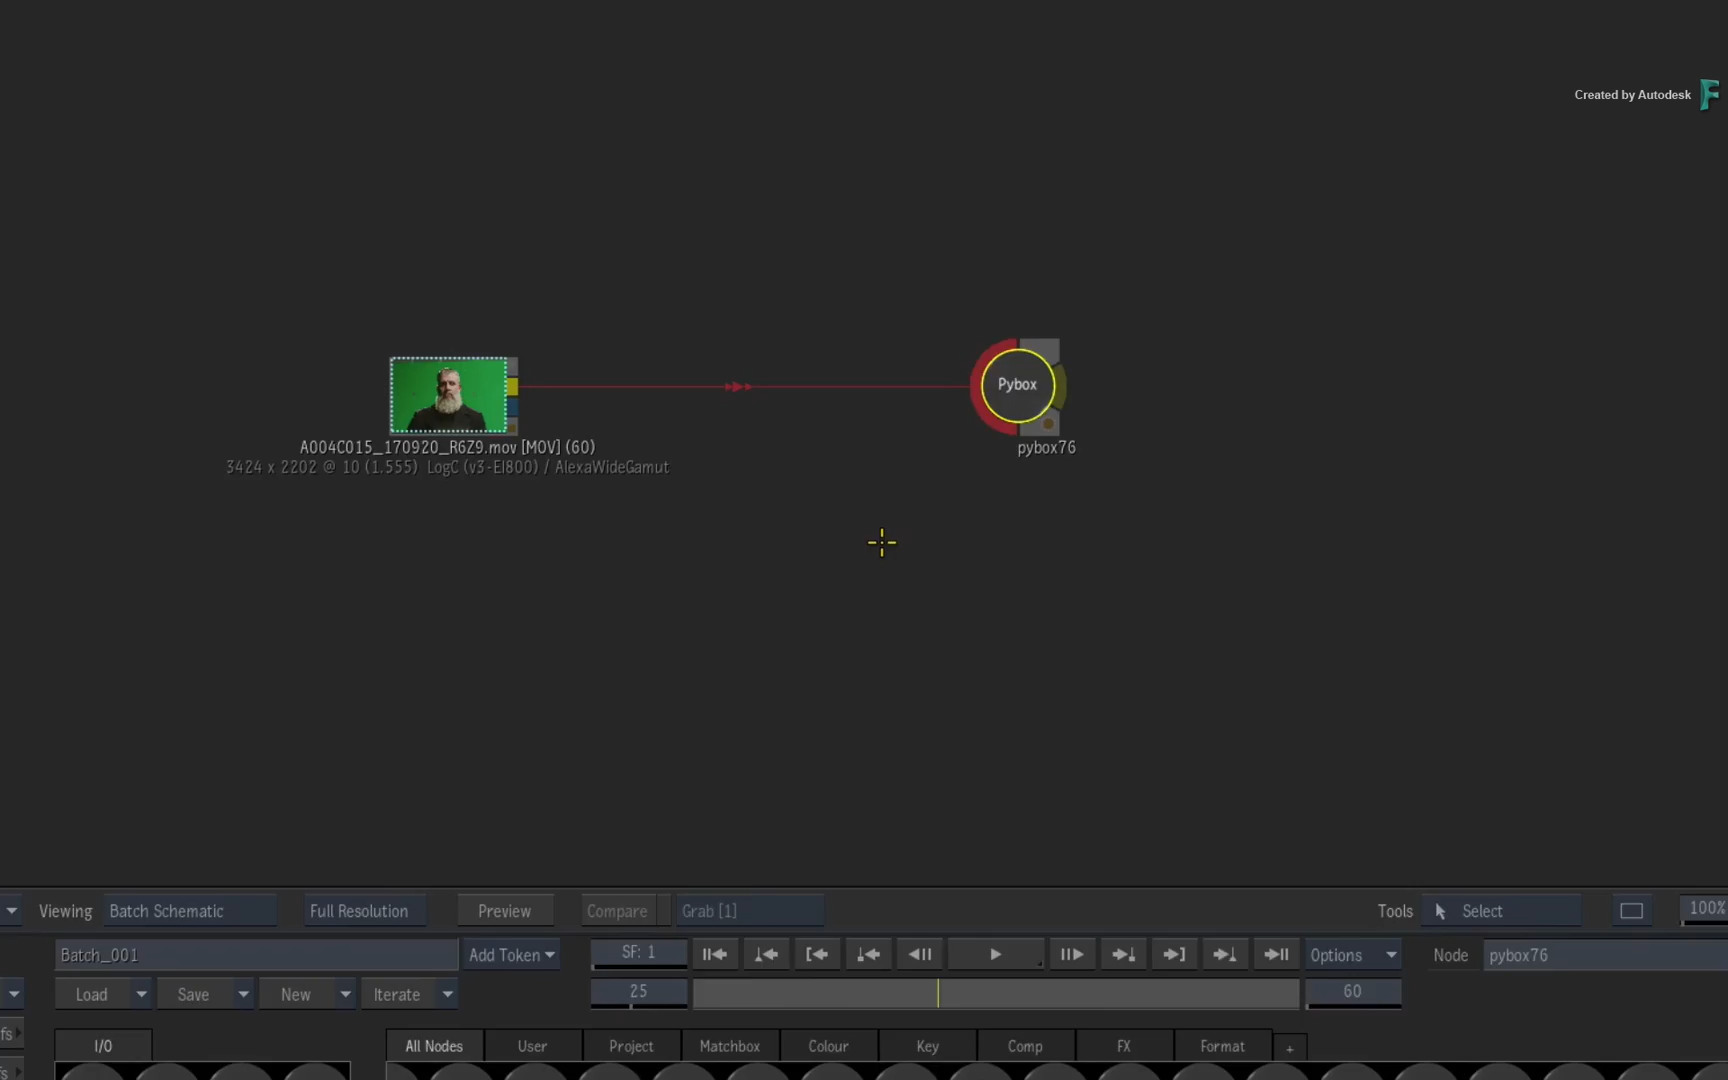 Created by Autodesk
Pybox
pybox76
A004C015_170920_R6Z9.mov [MOV] (60)
3424 x 2202 @ 10 (1.555) LogC (v3-EI800) / AlexaWideGamut
Viewing Batch Schematic Full Resolution Preview Compare Grab [1] Tools Select 100%
Batch_001 Add Token SF: 1 Options Node pybox76
Load Save New Iterate 25 60
fs
I/O All Nodes User Project Matchbox Colour Key Comp FX Format +